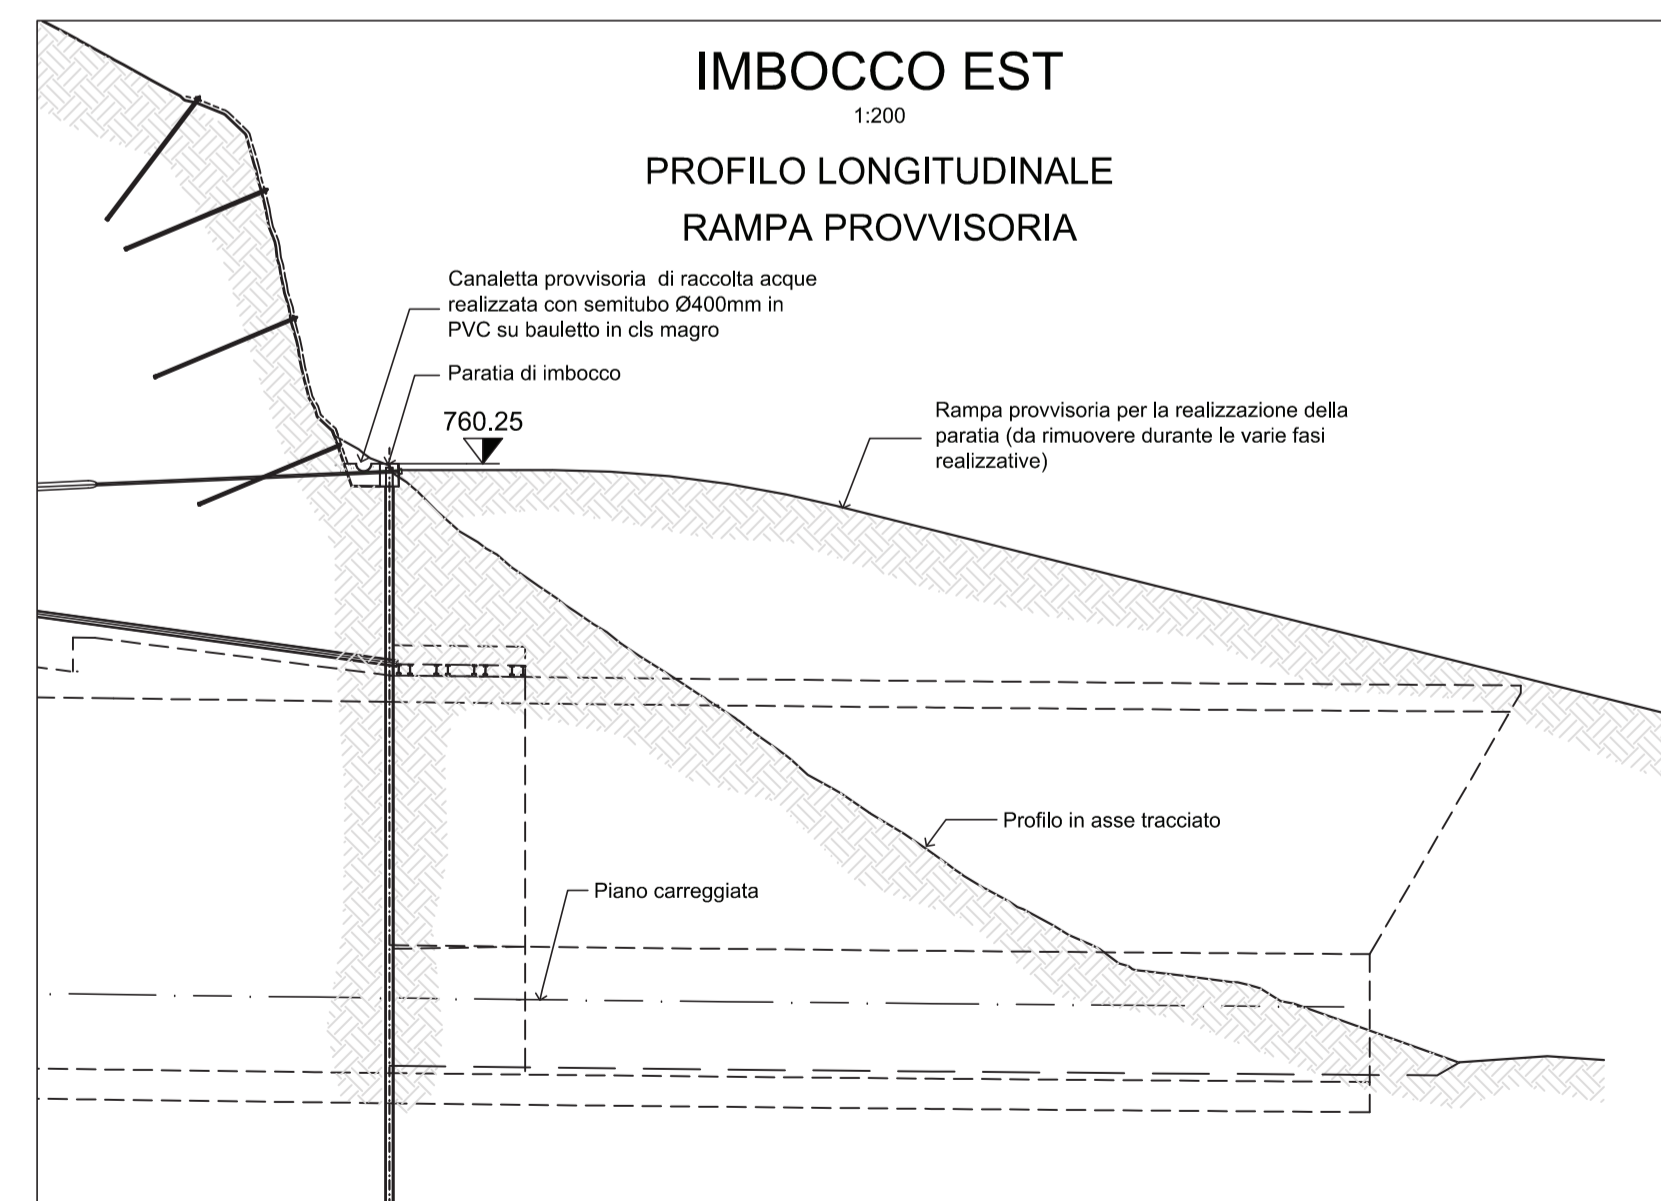 IMBOCCO EST
1:200
PROFILO LONGITUDINALE
RAMPA PROVVISORIA
Canaletta provvisoria di raccolta acque
realizzata con semitubo Ø400mm in
PVC su bauletto in cls magro
Paratia di imbocco
760.25
Rampa provvisoria per la realizzazione della
paratia (da rimuovere durante le varie fasi
realizzative)
Profilo in asse tracciato
Piano carreggiata